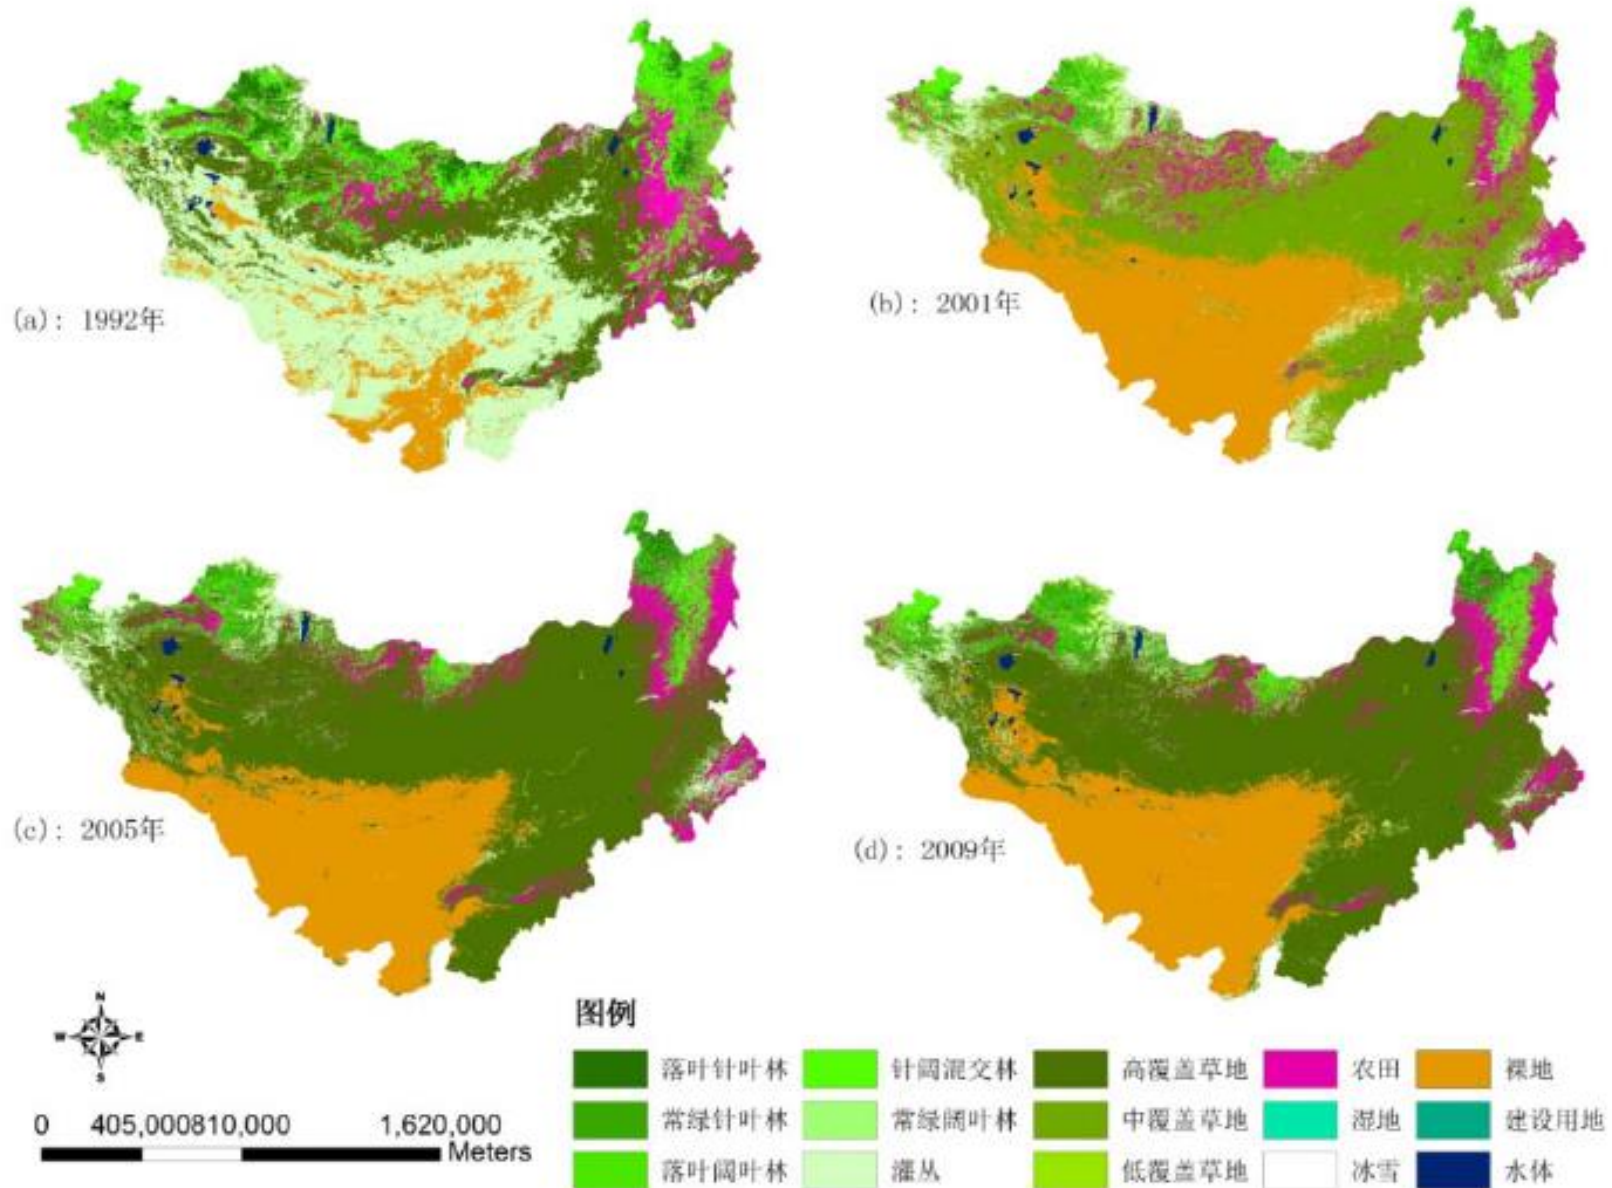 (a)：1992年
(b)：2001年
(c)：2005年
(d)：2009年
N
W E
S
0 405,000810,000 1,620,000
Meters
图例
落叶针叶林 针阔混交林 高覆盖草地 农田 裸地
常绿针叶林 常绿阔叶林 中覆盖草地 湿地 建设用地
落叶阔叶林 灌丛 低覆盖草地 冰雪 水体